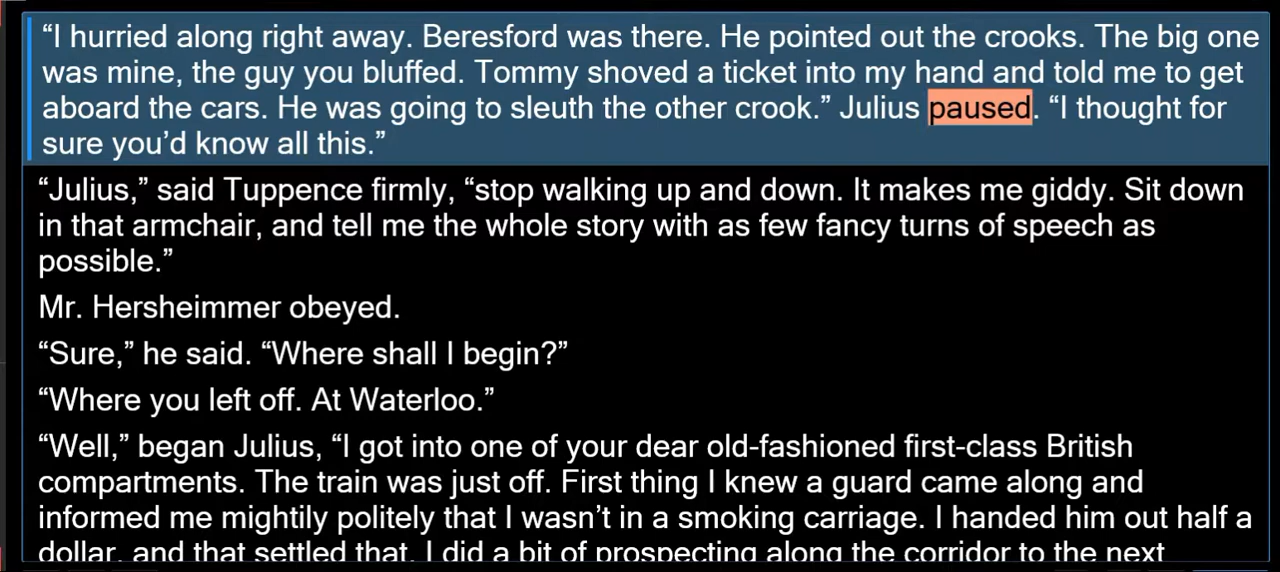 “I hurried along right away. Beresford was there. He pointed out the crooks. The big one
was mine, the guy you bluffed. Tommy shoved a ticket into my hand and told me to get
aboard the cars. He was going to sleuth the other crook.” Julius paused. “I thought for
sure you’d know all this.”
“Julius,” said Tuppence firmly, “stop walking up and down. It makes me giddy. Sit down
in that armchair, and tell me the whole story with as few fancy turns of speech as
possible.”
Mr. Hersheimmer obeyed.
“Sure,” he said. “Where shall I begin?”
“Where you left off. At Waterloo.”
“Well,” began Julius, “I got into one of your dear old-fashioned first-class British
compartments. The train was just off. First thing I knew a guard came along and
informed me mightily politely that I wasn’t in a smoking carriage. I handed him out half a
dollar, and that settled that. I did a bit of prospecting along the corridor to the next